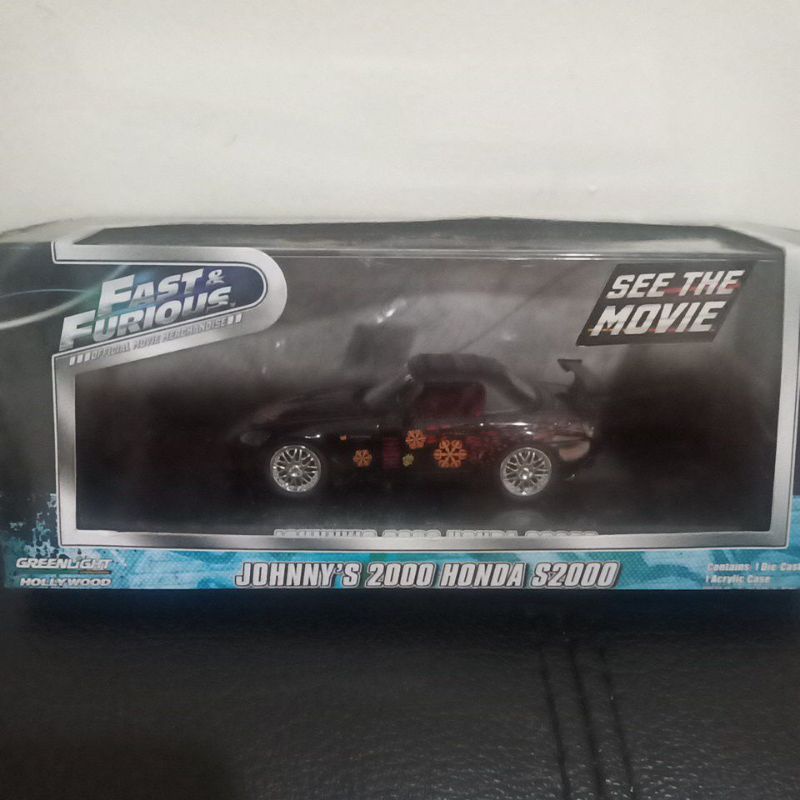 FAST &
FURIOUS
OFFICIAL MOVIE MERCHANDISE
SEE THE
MOVIE
GREENLIGHT
HOLLYWOOD
JOHNNY'S 2000 HONDA S2000
Contains: 1 Die-Cast
1 Acrylic Case